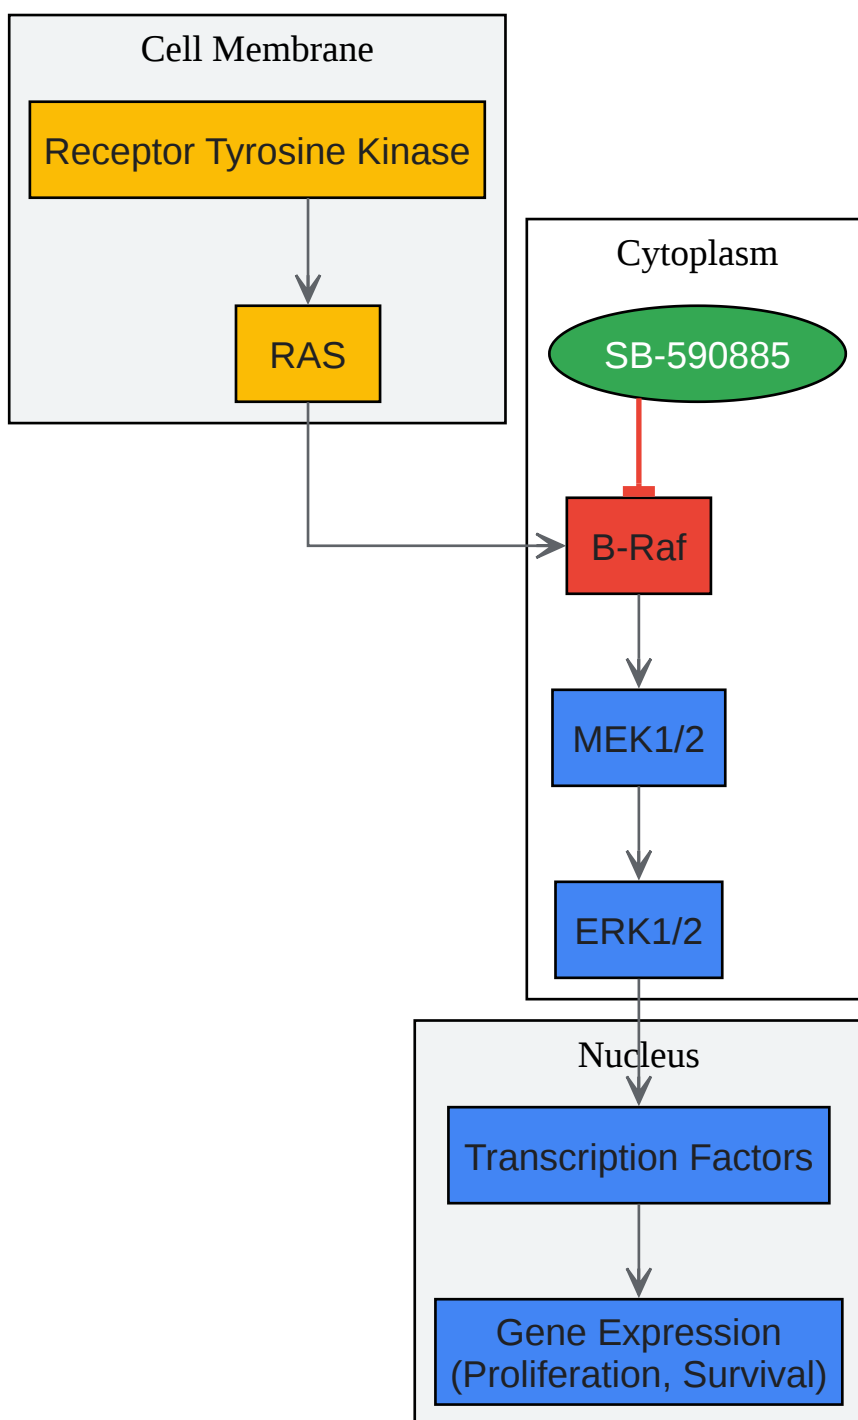 Cell Membrane
Receptor Tyrosine Kinase
RAS
Cytoplasm
SB-590885
B-Raf
MEK1/2
ERK1/2
Nucleus
Transcription Factors
Gene Expression
(Proliferation, Survival)